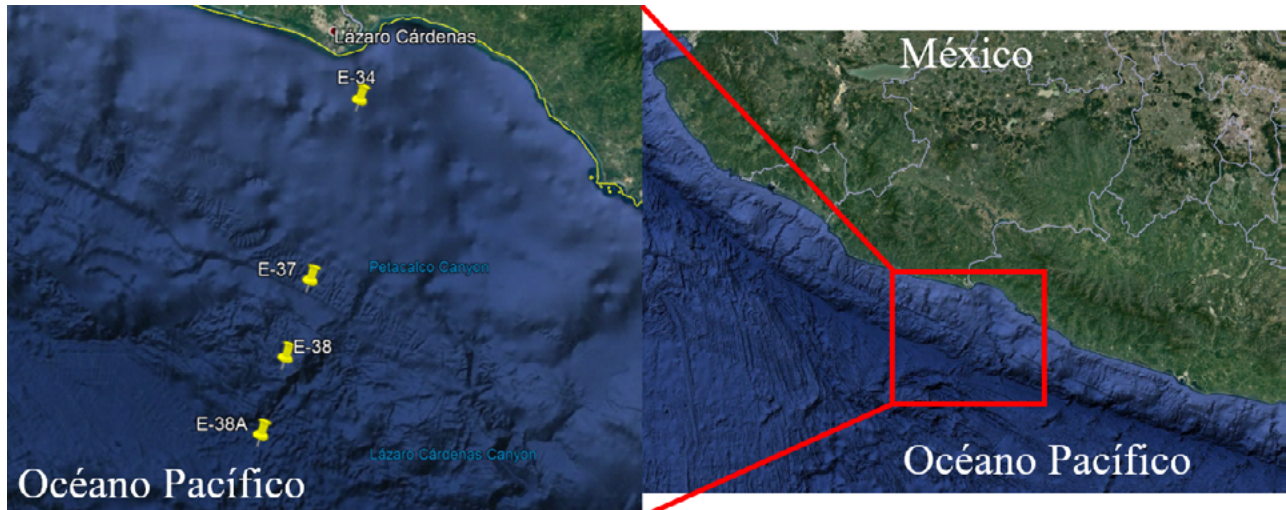 Lázaro Cárdenas
E-34
E-37
Petacalco Canyon
E-38
E-38A
Lázaro Cárdenas Canyon
Océano Pacífico
México
Océano Pacífico